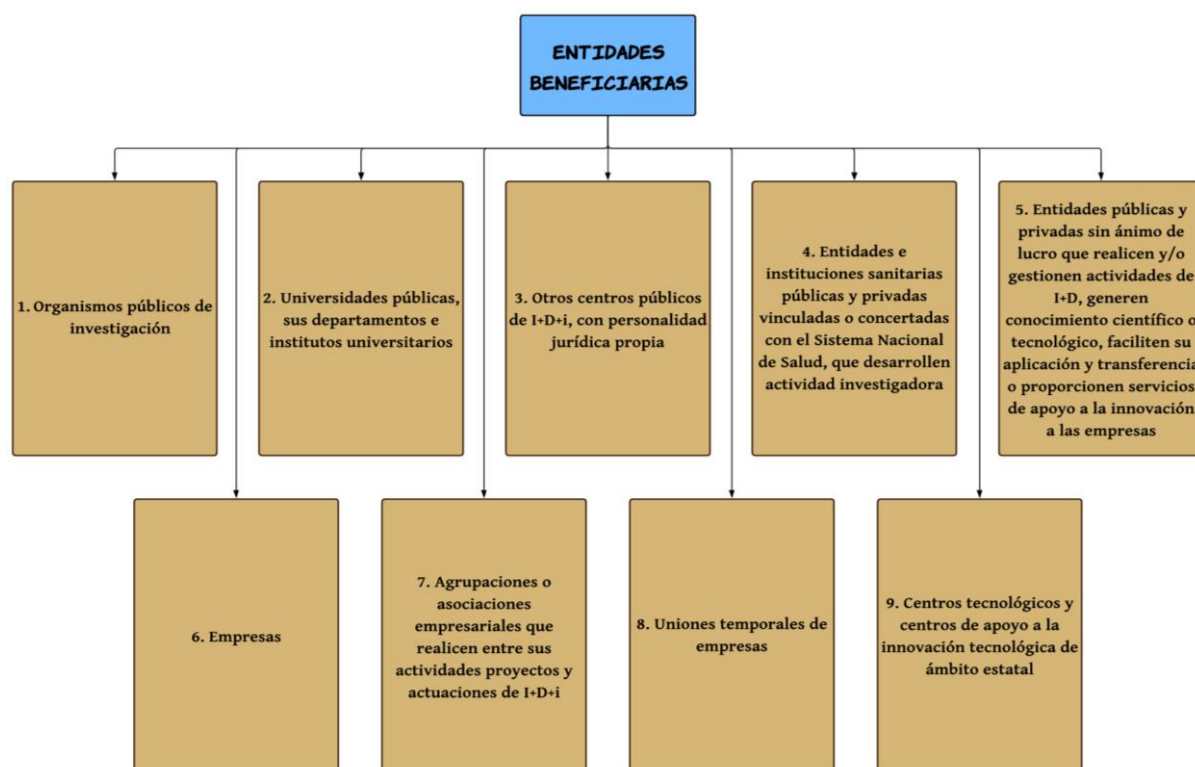 ENTIDADES
BENEFICIARIAS
1. Organismos públicos de
investigación
2. Universidades públicas,
sus departamentos e
institutos universitarios
3. Otros centros públicos
de I+D+i, con personalidad
jurídica propia
4. Entidades e
instituciones sanitarias
públicas y privadas
vinculadas o concertadas
con el Sistema Nacional
de Salud, que desarrollen
actividad investigadora
5. Entidades públicas y
privadas sin ánimo de
lucro que realicen y/o
gestionen actividades de
I+D, generen
conocimiento científico o
tecnológico, faciliten su
aplicación y transferencia
o proporcionen servicios
de apoyo a la innovación
a las empresas
6. Empresas
7. Agrupaciones o
asociaciones
empresariales que
realicen entre sus
actividades proyectos y
actuaciones de I+D+i
8. Uniones temporales de
empresas
9. Centros tecnológicos y
centros de apoyo a la
innovación tecnológica de
ámbito estatal